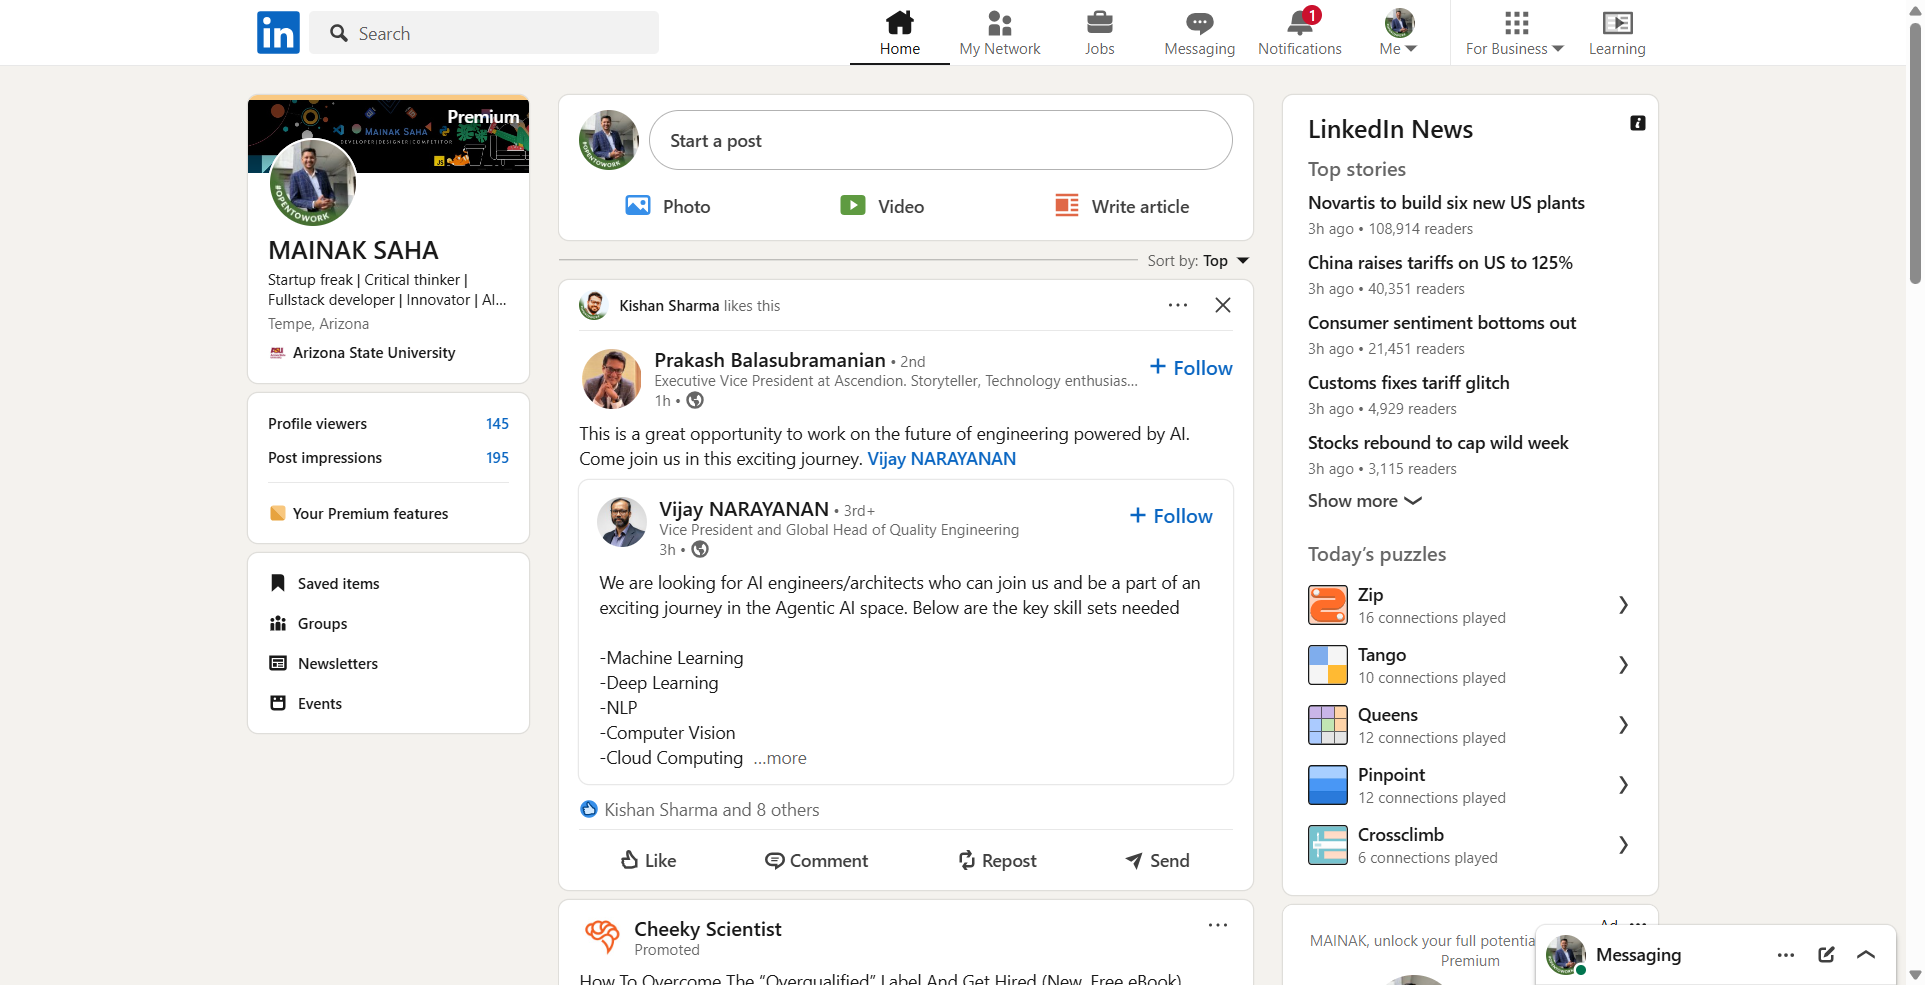 in
Search
Home
My Network
Jobs
Messaging
1
Notifications
Me
For Business
Learning
Premium
MAINAK SAHA
DEVELOPER|DESIGNER|COMPETITOR
JS
#OPENTOWORK
MAINAK SAHA
Startup freak | Critical thinker |
Fullstack developer | Innovator | AI...
Tempe, Arizona
ASU
Arizona State University
Profile viewers 145
Post impressions 195
Your Premium features
Saved items
Groups
Newsletters
Events
#OPENTOWORK
Start a post
Photo
Video
Write article
Sort by: Top
Kishan Sharma likes this
Prakash Balasubramanian • 2nd
Executive Vice President at Ascendion. Storyteller, Technology enthusias...
1h •
+ Follow
This is a great opportunity to work on the future of engineering powered by AI.
Come join us in this exciting journey. Vijay NARAYANAN
Vijay NARAYANAN • 3rd+
Vice President and Global Head of Quality Engineering
3h •
+ Follow
We are looking for AI engineers/architects who can join us and be a part of an
exciting journey in the Agentic AI space. Below are the key skill sets needed
-Machine Learning
-Deep Learning
-NLP
-Computer Vision
-Cloud Computing ...more
Kishan Sharma and 8 others
Like
Comment
Repost
Send
Cheeky Scientist
Promoted
How To Overcome The “Overqualified” Label And Get Hired (New, Free eBook)
LinkedIn News
Top stories
Novartis to build six new US plants
3h ago • 108,914 readers
China raises tariffs on US to 125%
3h ago • 40,351 readers
Consumer sentiment bottoms out
3h ago • 21,451 readers
Customs fixes tariff glitch
3h ago • 4,929 readers
Stocks rebound to cap wild week
3h ago • 3,115 readers
Show more
Today’s puzzles
Zip
16 connections played
Tango
10 connections played
Queens
12 connections played
Pinpoint
12 connections played
Crossclimb
6 connections played
Ad
MAINAK, unlock your full potentia
Premium
Messaging